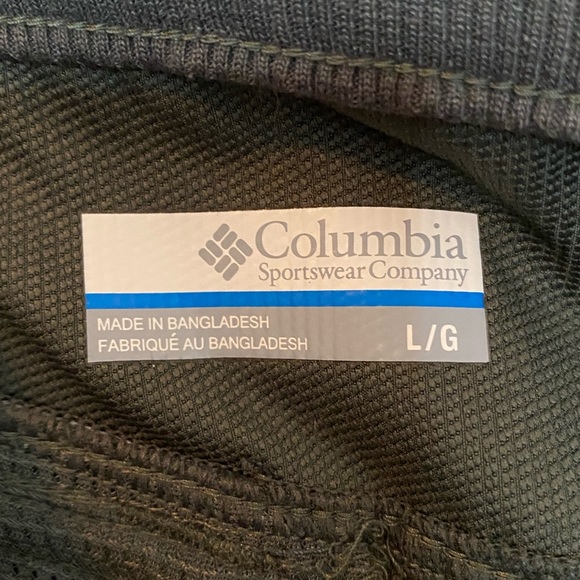 Columbia
Sportswear Company
MADE IN BANGLADESH
FABRIQUÉ AU BANGLADESH
L/G